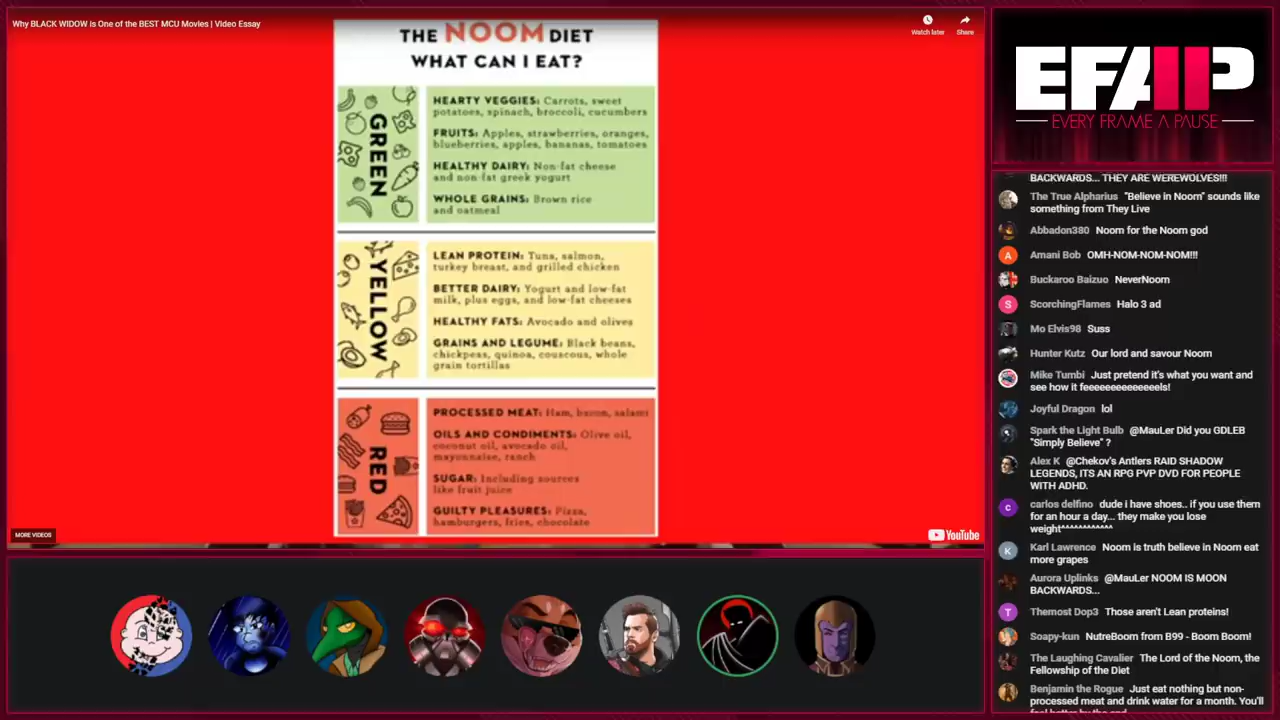 Why BLACK WIDOW is One of the BEST MCU Movies | Video Essay
Watch later
Share
THE NOOM DIET
WHAT CAN I EAT?
GREEN
HEARTY VEGGIES: Carrots, sweet
potatoes, spinach, broccoli, cucumbers
FRUITS: Apples, strawberries, oranges,
blueberries, apples, bananas, tomatoes
HEALTHY DAIRY: Non-fat cheese
and non-fat greek yogurt
WHOLE GRAINS: Brown rice
and oatmeal
YELLOW
LEAN PROTEIN: Tuna, salmon,
turkey breast, and grilled chicken
BETTER DAIRY: Yogurt and low-fat
milk, plus eggs, and low-fat cheeses
HEALTHY FATS: Avocado and olives
GRAINS AND LEGUME: Black beans,
chickpeas, quinoa, couscous, whole
grain tortillas
RED
PROCESSED MEAT: Ham, bacon, salami
OILS AND CONDIMENTS: Olive oil,
coconut oil, avocado oil,
mayonnaise, ranch
SUGAR: Including sources
like fruit juice
GUILTY PLEASURES: Pizza,
hamburgers, fries, chocolate
MORE VIDEOS
YouTube
EFAP
EVERY FRAME A PAUSE
BACKWARDS... THEY ARE WEREWOLVES!!!
The True Alpharius "Believe in Noom" sounds like
something from They Live
Abbadon380 Noom for the Noom god
A
Amani Bob OMH-NOM-NOM-NOM!!!
Buckaroo Baizuo NeverNoom
S
ScorchingFlames Halo 3 ad
Mo Elvis98 Suss
Hunter Kutz Our lord and savour Noom
Mike Tumbi Just pretend it's what you want and
see how it feeeeeeeeeeeeeels!
Joyful Dragon lol
Spark the Light Bulb @MauLer Did you GDLEB
"Simply Believe" ?
Alex K @Chekov's Antlers RAID SHADOW
LEGENDS, ITS AN RPG PVP DVD FOR PEOPLE
WITH ADHD.
c
carlos delfino dude i have shoes.. if you use them
for an hour a day... they make you lose
weight^^^^^^^^^^^^
K
Karl Lawrence Noom is truth believe in Noom eat
more grapes
Aurora Uplinks @MauLer NOOM IS MOON
BACKWARDS...
T
Themost Dop3 Those aren't Lean proteins!
Soapy-kun NutreBoom from B99 - Boom Boom!
The Laughing Cavalier The Lord of the Noom, the
Fellowship of the Diet
Benjamin the Rogue Just eat nothing but non-
processed meat and drink water for a month. You'll
feel better by the end